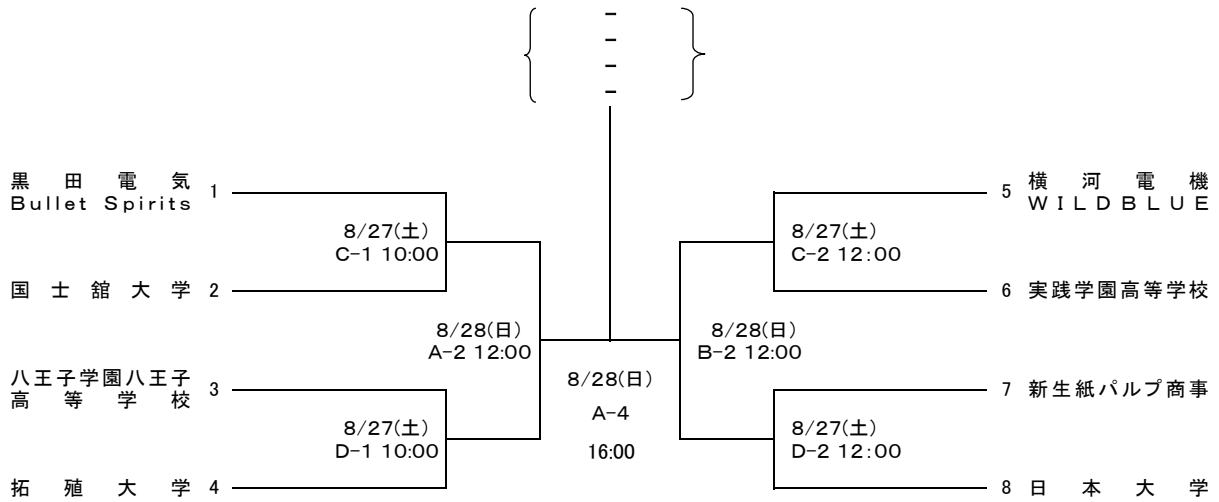 -
-
-
-
黒田電気
Bullet Spirits 1
8/27(土)
C-1 10:00
国士舘大学 2
8/28(日)
A-2 12:00
八王子学園八王子
高等学校 3
8/27(土)
D-1 10:00
拓殖大学 4
8/28(日)
A-4
16:00
5 横河電機
WILDBLUE
8/27(土)
C-2 12:00
6 実践学園高等学校
8/28(日)
B-2 12:00
7 新生紙パルプ商事
8/27(土)
D-2 12:00
8 日本大学